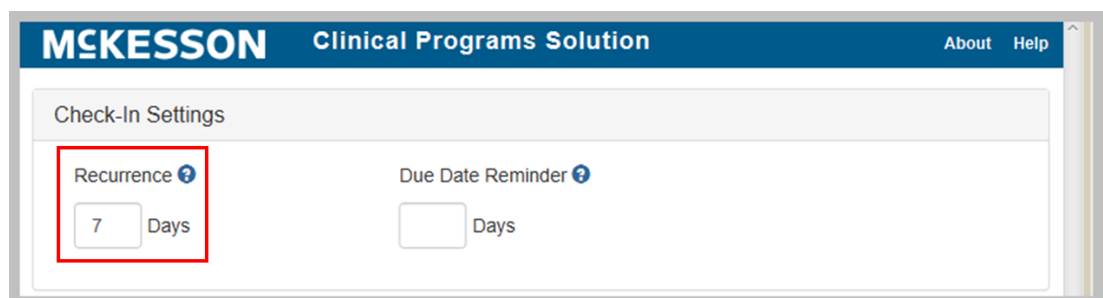 MCKESSON Clinical Programs Solution About Help
Check-In Settings
Recurrence ? Due Date Reminder ?
7 Days Days